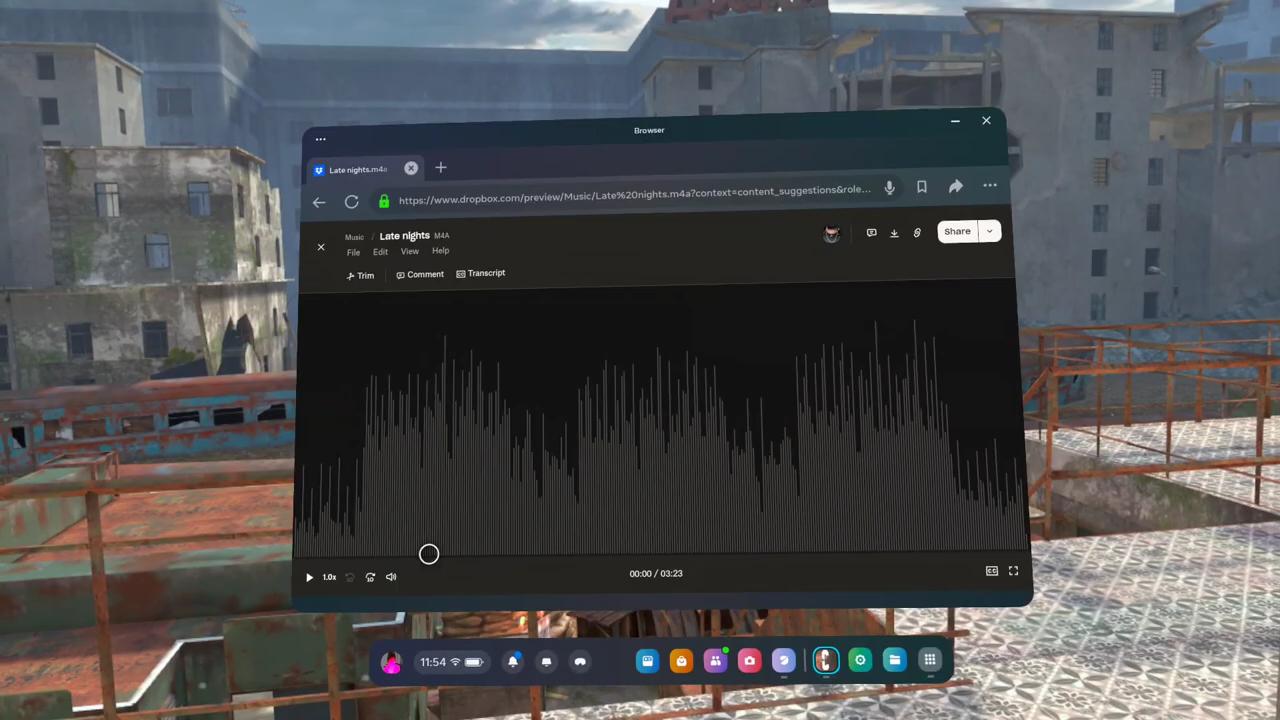 Browser
Late nights.m4a
https://www.dropbox.com/preview/Music/Late%20nights.m4a?context=content_suggestions&role...
Music / Late nights M4A
Share
File Edit View Help
Trim Comment Transcript
1.0x
00:00 / 03:23
CC
11:54